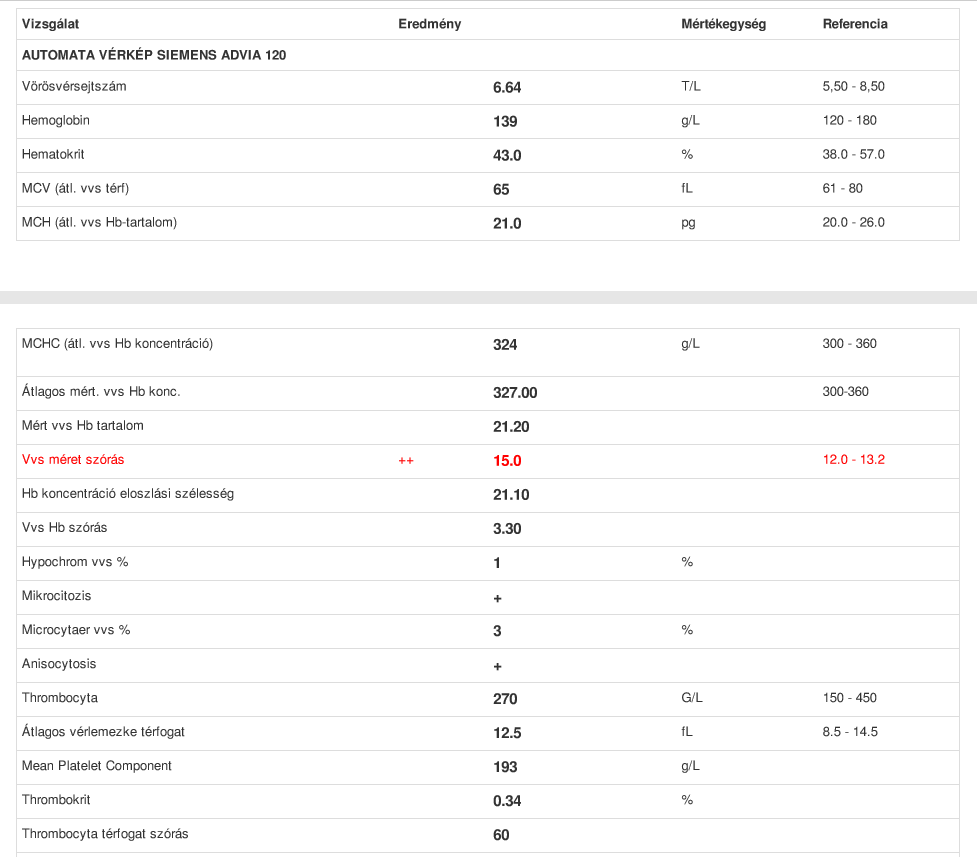 Vizsgálat Eredmény Mértékegység Referencia
AUTOMATA VÉRKÉP SIEMENS ADVIA 120
Vörösvérsejtszám 6.64 T/L 5,50 - 8,50
Hemoglobin 139 g/L 120 - 180
Hematokrit 43.0 % 38.0 - 57.0
MCV (átl. vvs térf) 65 fL 61 - 80
MCH (átl. vvs Hb-tartalom) 21.0 pg 20.0 - 26.0
MCHC (átl. vvs Hb koncentráció) 324 g/L 300 - 360
Átlagos mért. vvs Hb konc. 327.00 300-360
Mért vvs Hb tartalom 21.20
Vvs méret szórás ++ 15.0 12.0 - 13.2
Hb koncentráció eloszlási szélesség 21.10
Vvs Hb szórás 3.30
Hypochrom vvs % 1 %
Mikrocitozis +
Microcytaer vvs % 3 %
Anisocytosis +
Thrombocyta 270 G/L 150 - 450
Átlagos vérlemezke térfogat 12.5 fL 8.5 - 14.5
Mean Platelet Component 193 g/L
Thrombokrit 0.34 %
Thrombocyta térfogat szórás 60